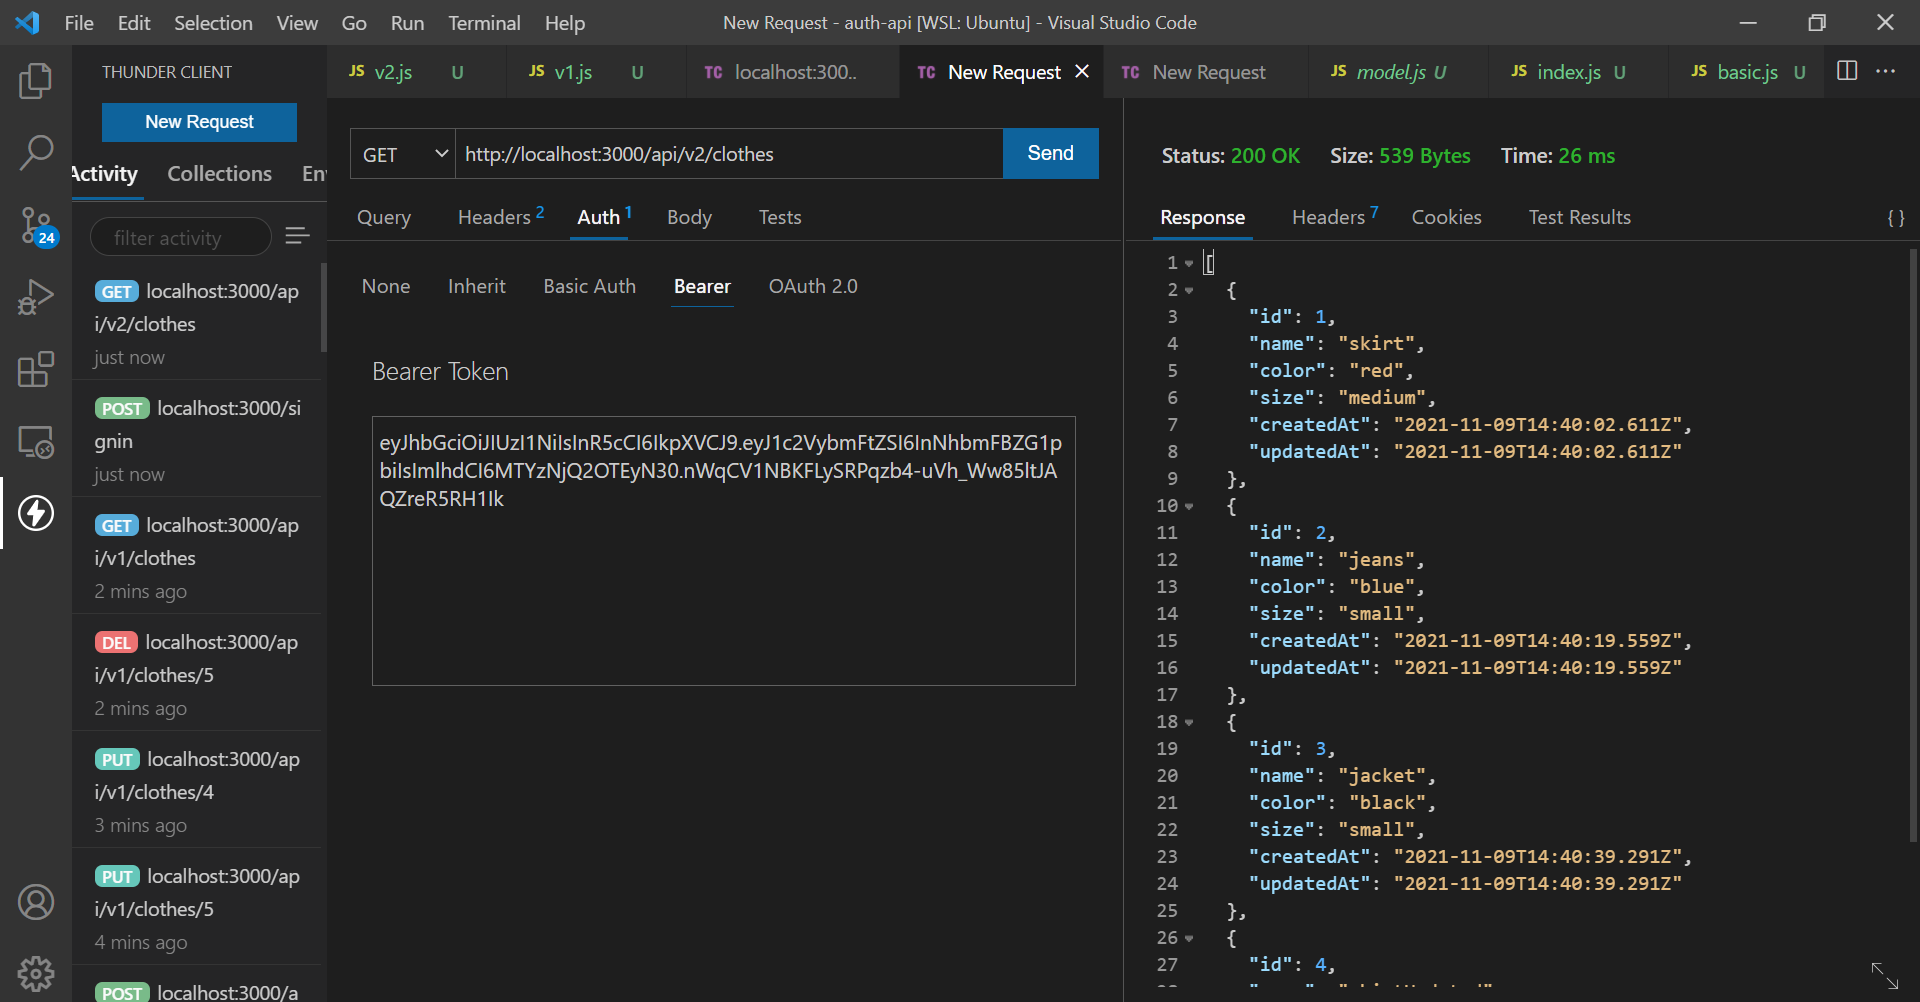 File Edit Selection View Go Run Terminal Help New Request - auth-api [WSL: Ubuntu] - Visual Studio Code
THUNDER CLIENT
JS v2.js U JS v1.js U TC localhost:300.. TC New Request TC New Request JS model.js U JS index.js U JS basic.js U
New Request
Activity Collections En
filter activity
24
GET localhost:3000/ap
i/v2/clothes
just now
POST localhost:3000/si
gnin
just now
GET localhost:3000/ap
i/v1/clothes
2 mins ago
DEL localhost:3000/ap
i/v1/clothes/5
2 mins ago
PUT localhost:3000/ap
i/v1/clothes/4
3 mins ago
PUT localhost:3000/ap
i/v1/clothes/5
4 mins ago
POST localhost:3000/a
GET http://localhost:3000/api/v2/clothes Send
Query Headers 2 Auth 1 Body Tests
None Inherit Basic Auth Bearer OAuth 2.0
Bearer Token
eyJhbGciOiJIUzI1NiIsInR5cCI6IkpXVCJ9.eyJ1c2VybmFtZSI6InNhbmFBZG1p
biIsImlhdCI6MTYzNjQ2OTEyN30.nWqCV1NBKFLySRPqzb4-uVh_Ww85ltJA
QZreR5RH1Ik
Status: 200 OK Size: 539 Bytes Time: 26 ms
Response Headers 7 Cookies Test Results { }
1 [
2 {
3 "id": 1,
4 "name": "skirt",
5 "color": "red",
6 "size": "medium",
7 "createdAt": "2021-11-09T14:40:02.611Z",
8 "updatedAt": "2021-11-09T14:40:02.611Z"
9 },
10 {
11 "id": 2,
12 "name": "jeans",
13 "color": "blue",
14 "size": "small",
15 "createdAt": "2021-11-09T14:40:19.559Z",
16 "updatedAt": "2021-11-09T14:40:19.559Z"
17 },
18 {
19 "id": 3,
20 "name": "jacket",
21 "color": "black",
22 "size": "small",
23 "createdAt": "2021-11-09T14:40:39.291Z",
24 "updatedAt": "2021-11-09T14:40:39.291Z"
25 },
26 {
27 "id": 4,